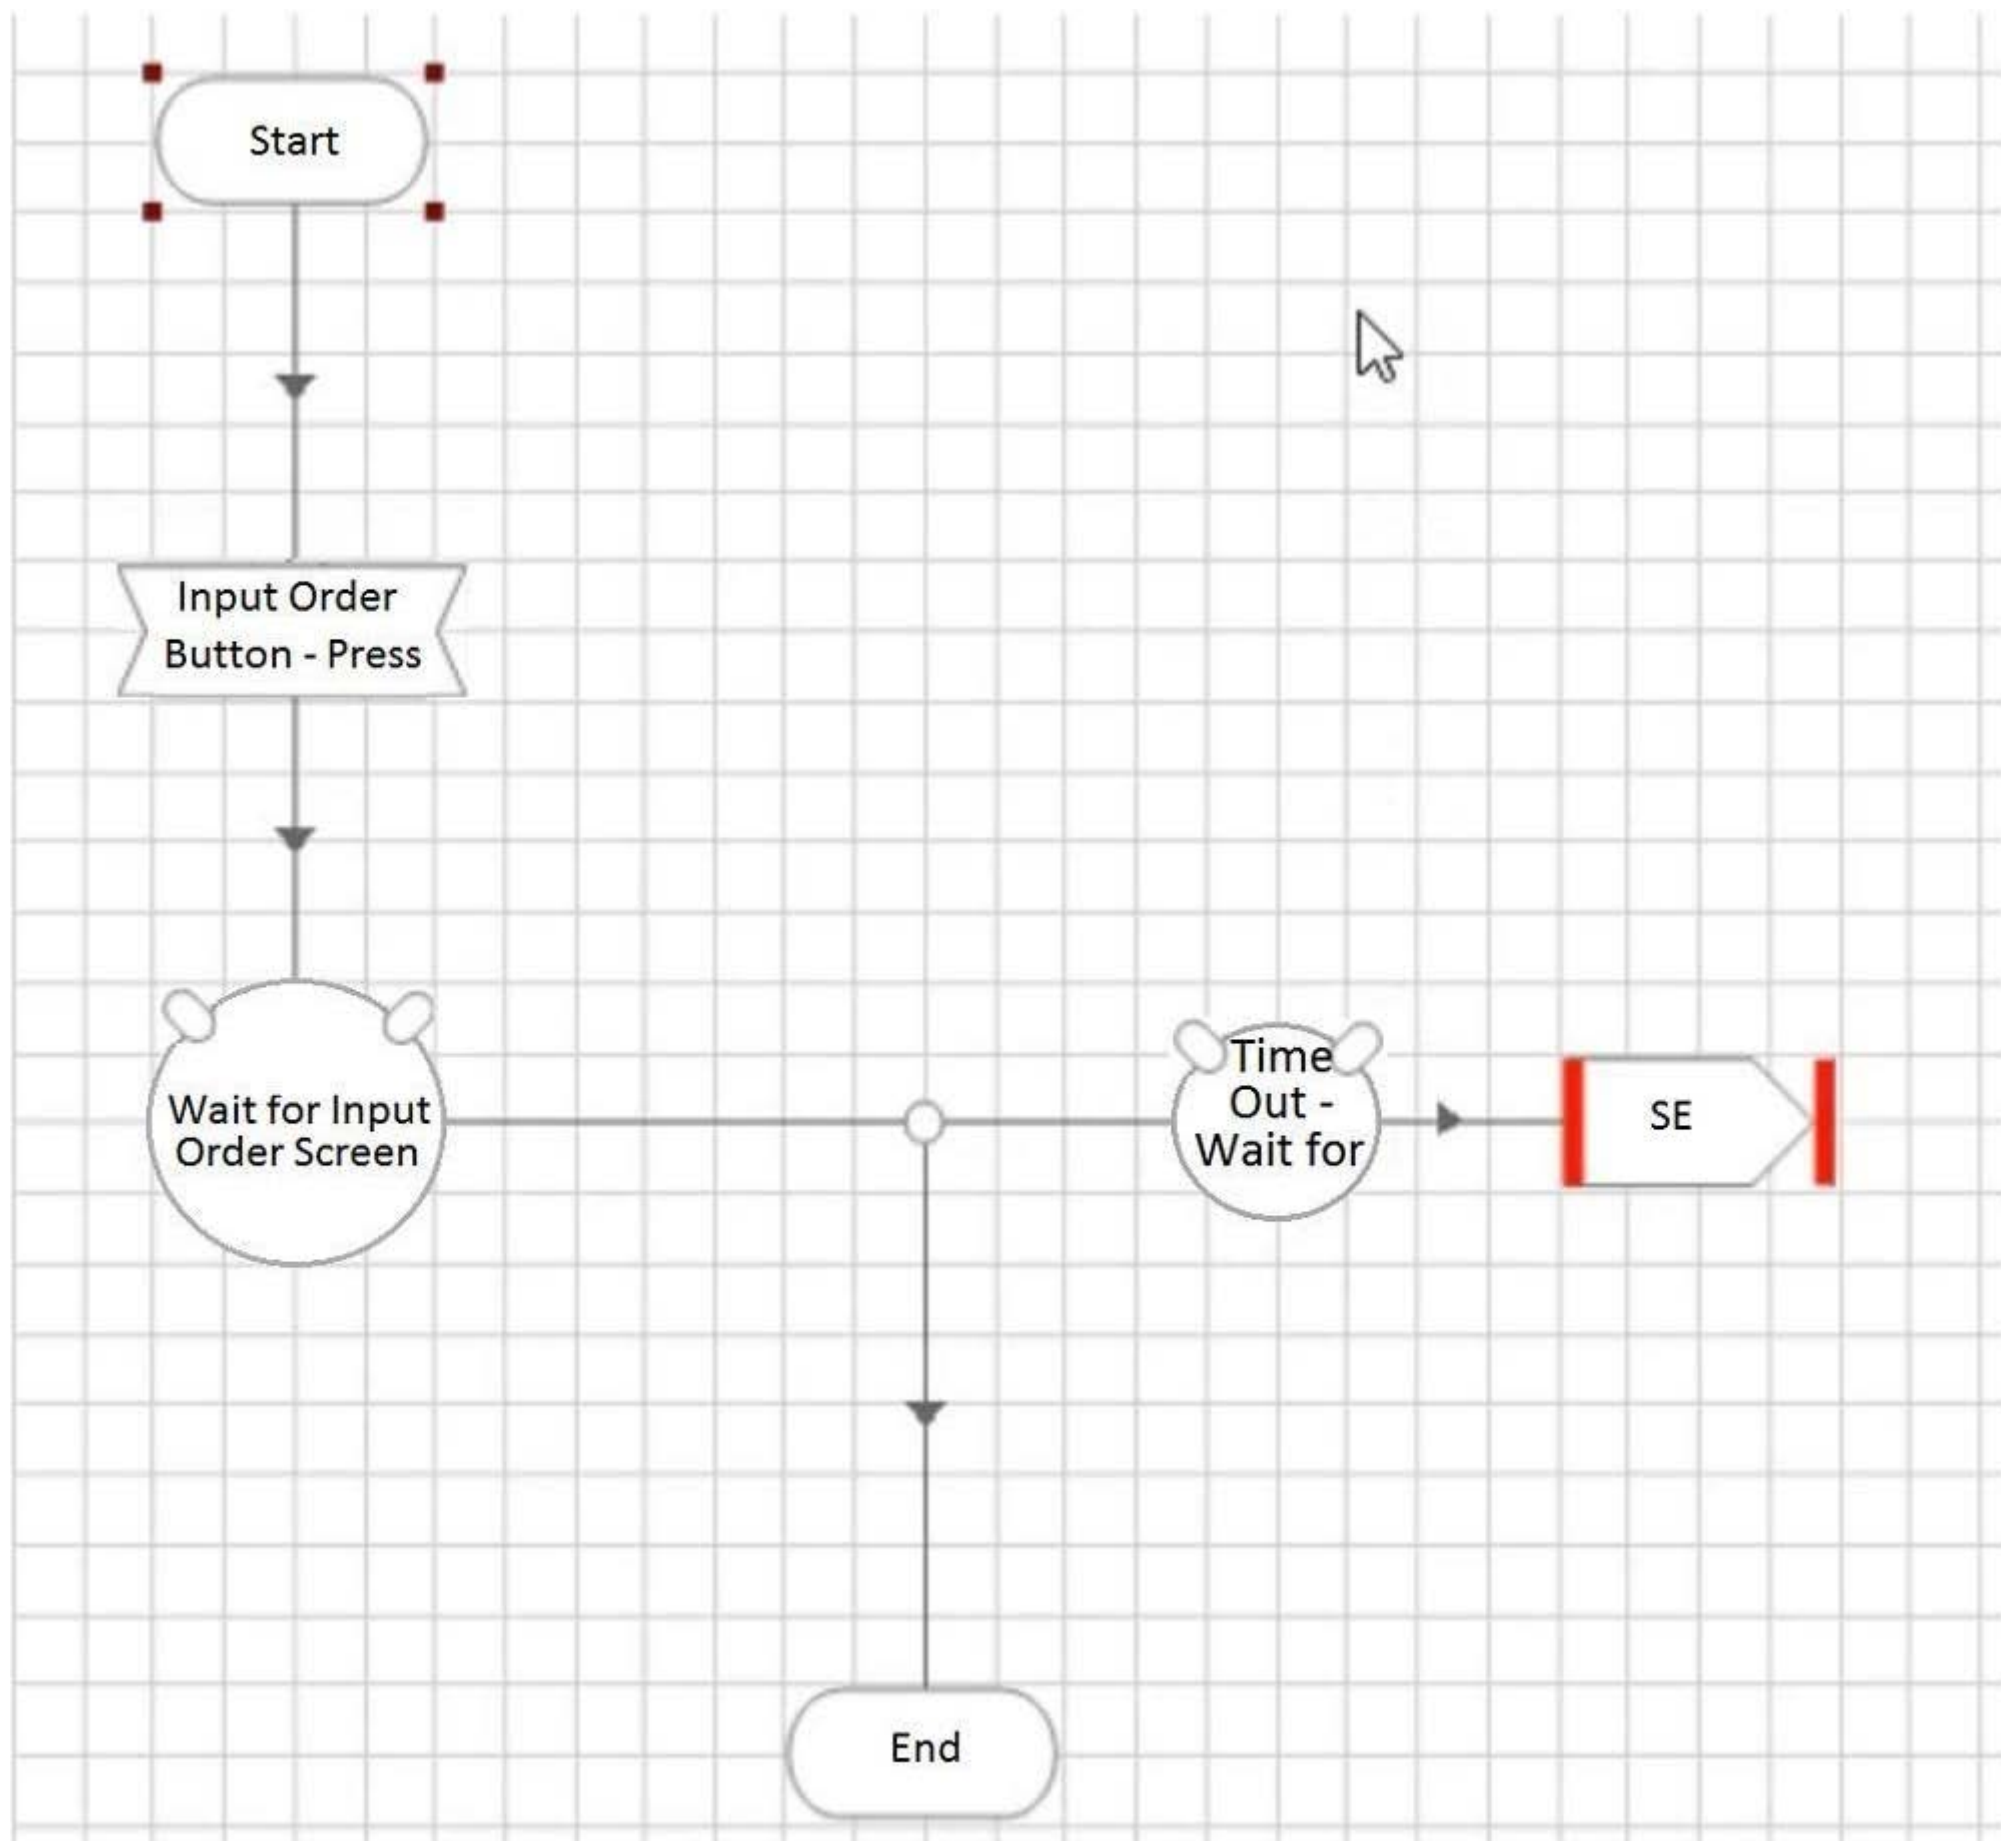 Start
Input Order
Button - Press
Wait for Input
Order Screen
Time
Out -
Wait for
SE
End